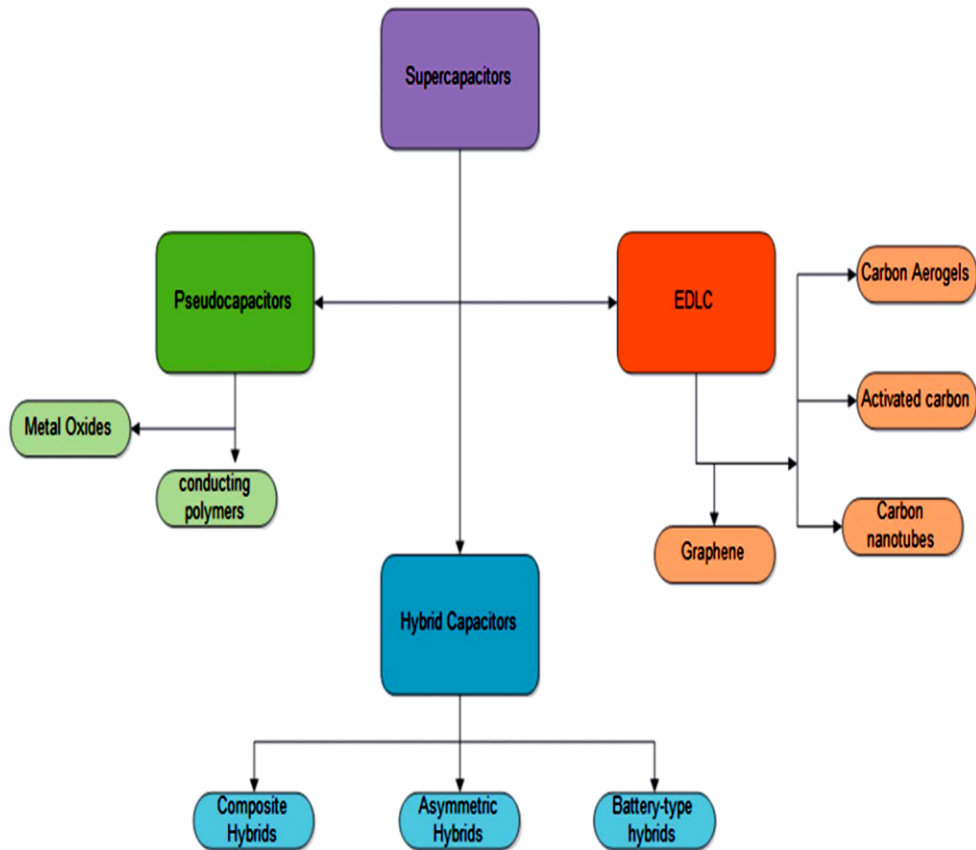 Supercapacitors
Pseudocapacitors
EDLC
Carbon Aerogels
Activated carbon
Metal Oxides
conducting
polymers
Carbon
nanotubes
Graphene
Hybrid Capacitors
Composite
Hybrids
Asymmetric
Hybrids
Battery-type
hybrids